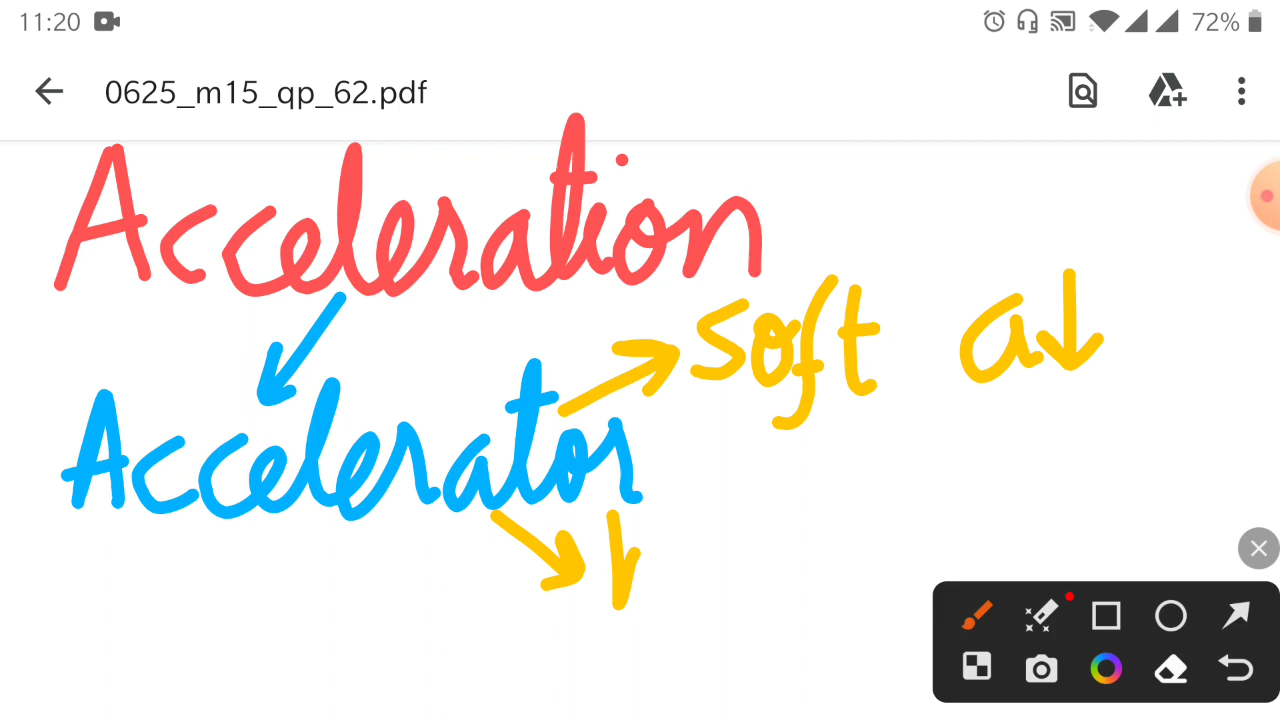 11:20 72%
0625_m15_qp_62.pdf
Acceleration
soft a↓
Accelerator